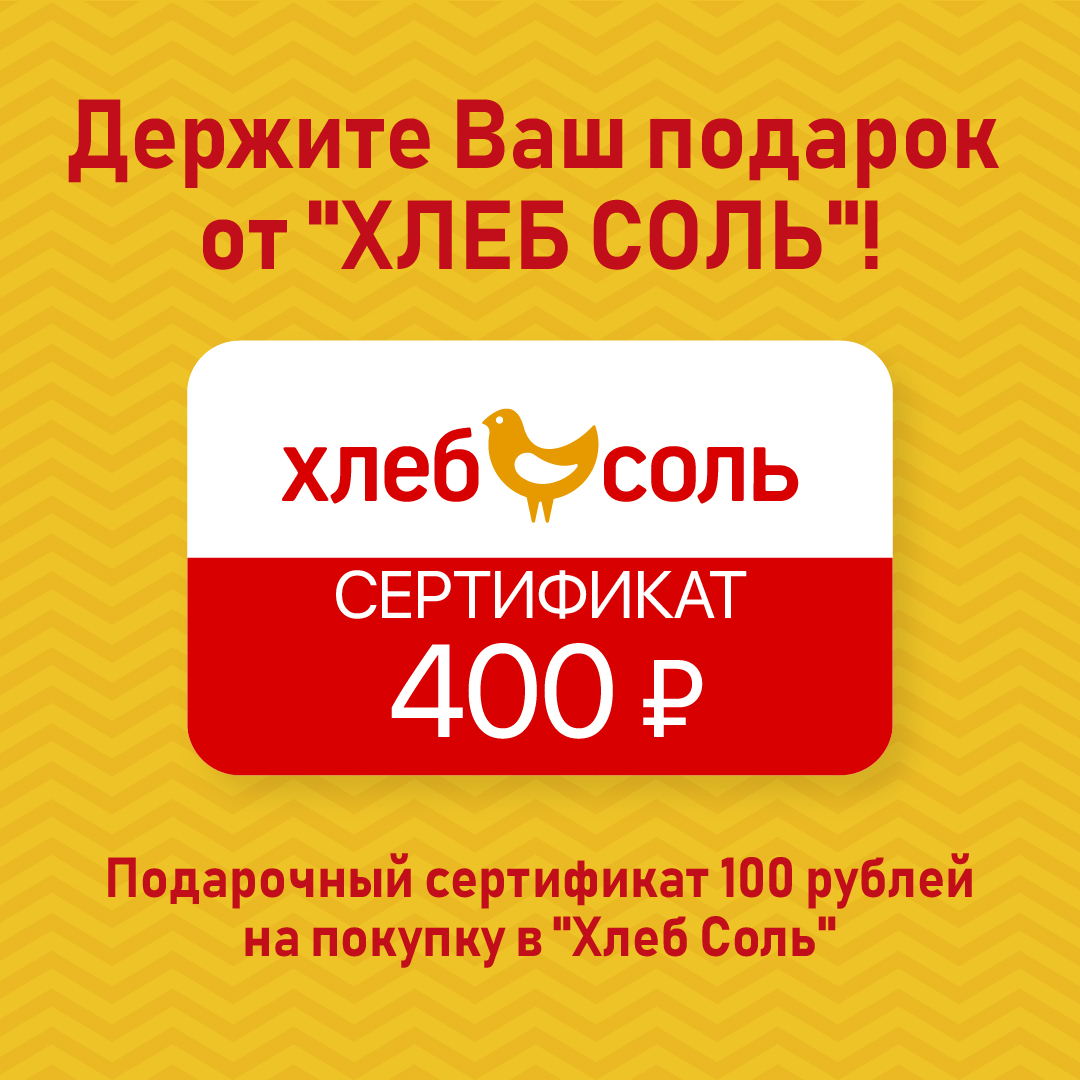 Держите Ваш подарок
от "ХЛЕБ СОЛЬ"!
хлеб соль
СЕРТИФИКАТ
400 ₽
Подарочный сертификат 100 рублей
на покупку в "Хлеб Соль"